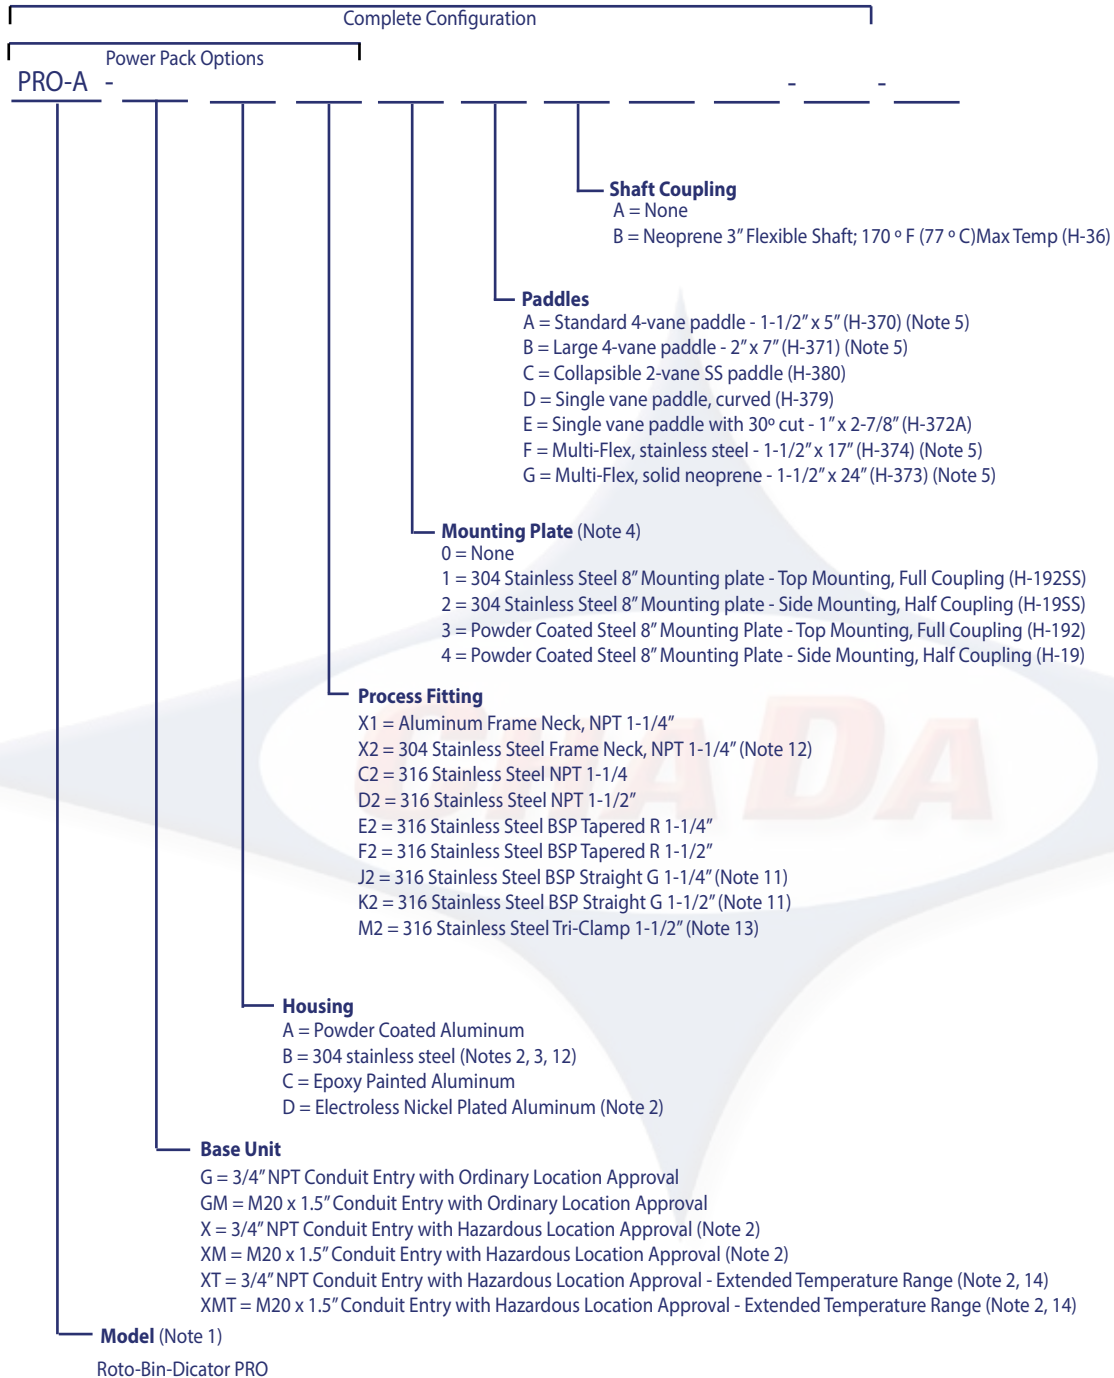 Complete Configuration
Power Pack Options
PRO-A - - -
Shaft Coupling
A = None
B = Neoprene 3” Flexible Shaft; 170 º F (77 º C)Max Temp (H-36)
Paddles
A = Standard 4-vane paddle - 1-1/2” x 5” (H-370) (Note 5)
B = Large 4-vane paddle - 2” x 7” (H-371) (Note 5)
C = Collapsible 2-vane SS paddle (H-380)
D = Single vane paddle, curved (H-379)
E = Single vane paddle with 30º cut - 1” x 2-7/8” (H-372A)
F = Multi-Flex, stainless steel - 1-1/2” x 17” (H-374) (Note 5)
G = Multi-Flex, solid neoprene - 1-1/2” x 24” (H-373) (Note 5)
Mounting Plate (Note 4)
0 = None
1 = 304 Stainless Steel 8” Mounting plate - Top Mounting, Full Coupling (H-192SS)
2 = 304 Stainless Steel 8” Mounting plate - Side Mounting, Half Coupling (H-19SS)
3 = Powder Coated Steel 8” Mounting Plate - Top Mounting, Full Coupling (H-192)
4 = Powder Coated Steel 8” Mounting Plate - Side Mounting, Half Coupling (H-19)
Process Fitting
X1 = Aluminum Frame Neck, NPT 1-1/4”
X2 = 304 Stainless Steel Frame Neck, NPT 1-1/4” (Note 12)
C2 = 316 Stainless Steel NPT 1-1/4
D2 = 316 Stainless Steel NPT 1-1/2”
E2 = 316 Stainless Steel BSP Tapered R 1-1/4”
F2 = 316 Stainless Steel BSP Tapered R 1-1/2”
J2 = 316 Stainless Steel BSP Straight G 1-1/4” (Note 11)
K2 = 316 Stainless Steel BSP Straight G 1-1/2” (Note 11)
M2 = 316 Stainless Steel Tri-Clamp 1-1/2” (Note 13)
CHADA
Housing
A = Powder Coated Aluminum
B = 304 stainless steel (Notes 2, 3, 12)
C = Epoxy Painted Aluminum
D = Electroless Nickel Plated Aluminum (Note 2)
Base Unit
G = 3/4” NPT Conduit Entry with Ordinary Location Approval
GM = M20 x 1.5” Conduit Entry with Ordinary Location Approval
X = 3/4” NPT Conduit Entry with Hazardous Location Approval (Note 2)
XM = M20 x 1.5” Conduit Entry with Hazardous Location Approval (Note 2)
XT = 3/4” NPT Conduit Entry with Hazardous Location Approval - Extended Temperature Range (Note 2, 14)
XMT = M20 x 1.5” Conduit Entry with Hazardous Location Approval - Extended Temperature Range (Note 2, 14)
Model (Note 1)
Roto-Bin-Dicator PRO